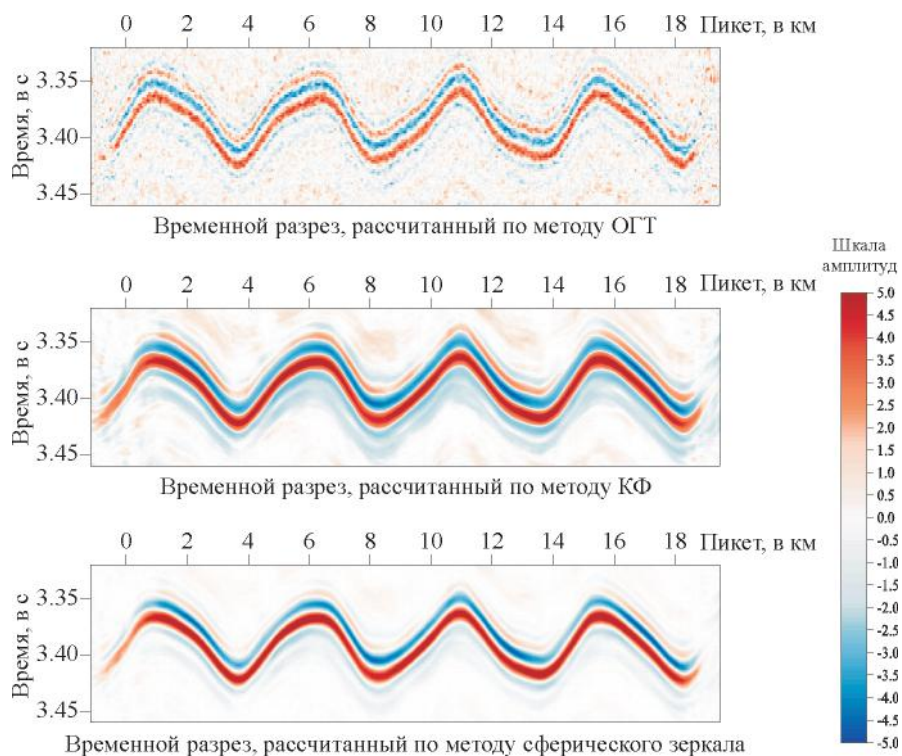 0 2 4 6 8 10 12 14 16 18 Пикет, в км
Время, в с
3.35
3.40
3.45
Временной разрез, рассчитанный по методу ОГТ
0 2 4 6 8 10 12 14 16 18 Пикет, в км
Время, в с
3.35
3.40
3.45
Временной разрез, рассчитанный по методу КФ
0 2 4 6 8 10 12 14 16 18 Пикет, в км
Время, в с
3.35
3.40
3.45
Временной разрез, рассчитанный по методу сферического зеркала
Шкала
амплитуд
5.0
4.5
4.0
3.5
3.0
2.5
2.0
1.5
1.0
0.5
0.0
-0.5
-1.0
-1.5
-2.0
-2.5
-3.0
-3.5
-4.0
-4.5
-5.0